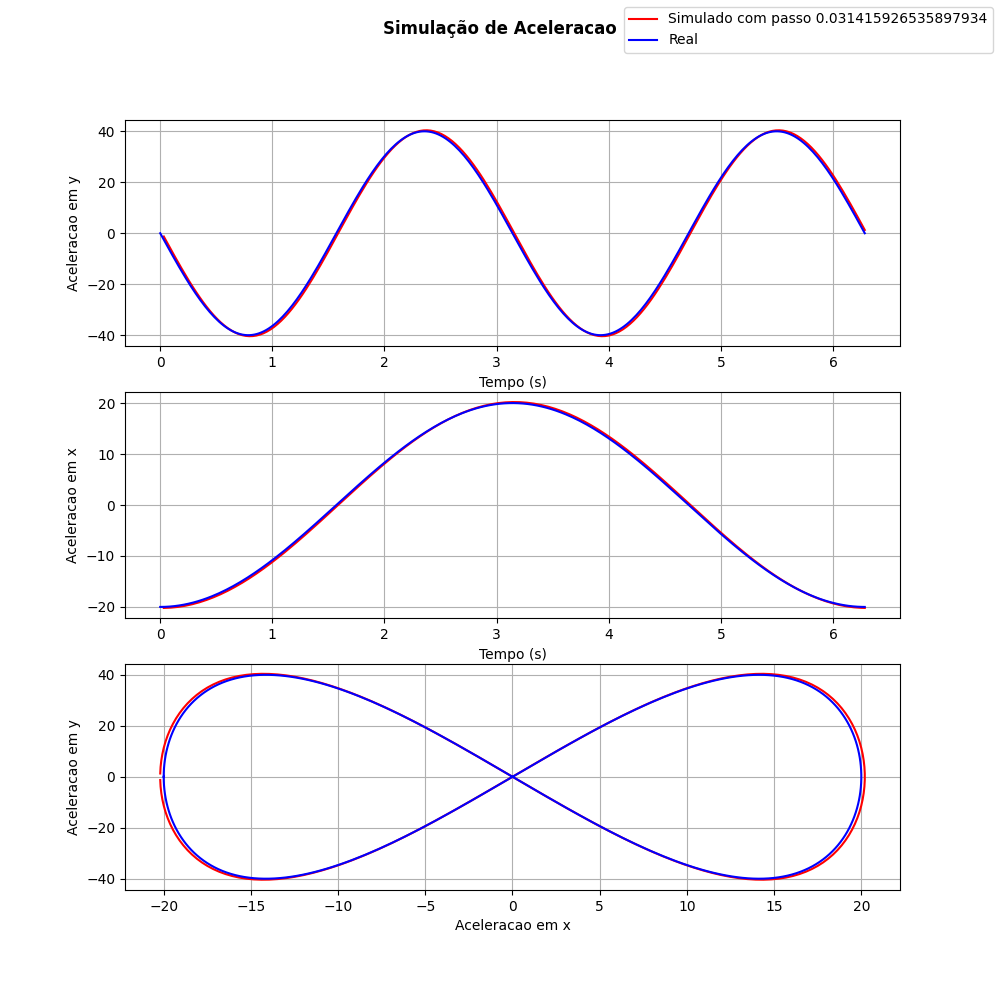 Simulação de Aceleracao
Simulado com passo 0.031415926535897934
Real
40
20
0
−20
−40
Aceleracao em y
0 1 2 3 4 5 6
Tempo (s)
20
10
0
−10
−20
Aceleracao em x
0 1 2 3 4 5 6
Tempo (s)
40
20
0
−20
−40
Aceleracao em y
−20 −15 −10 −5 0 5 10 15 20
Aceleracao em x